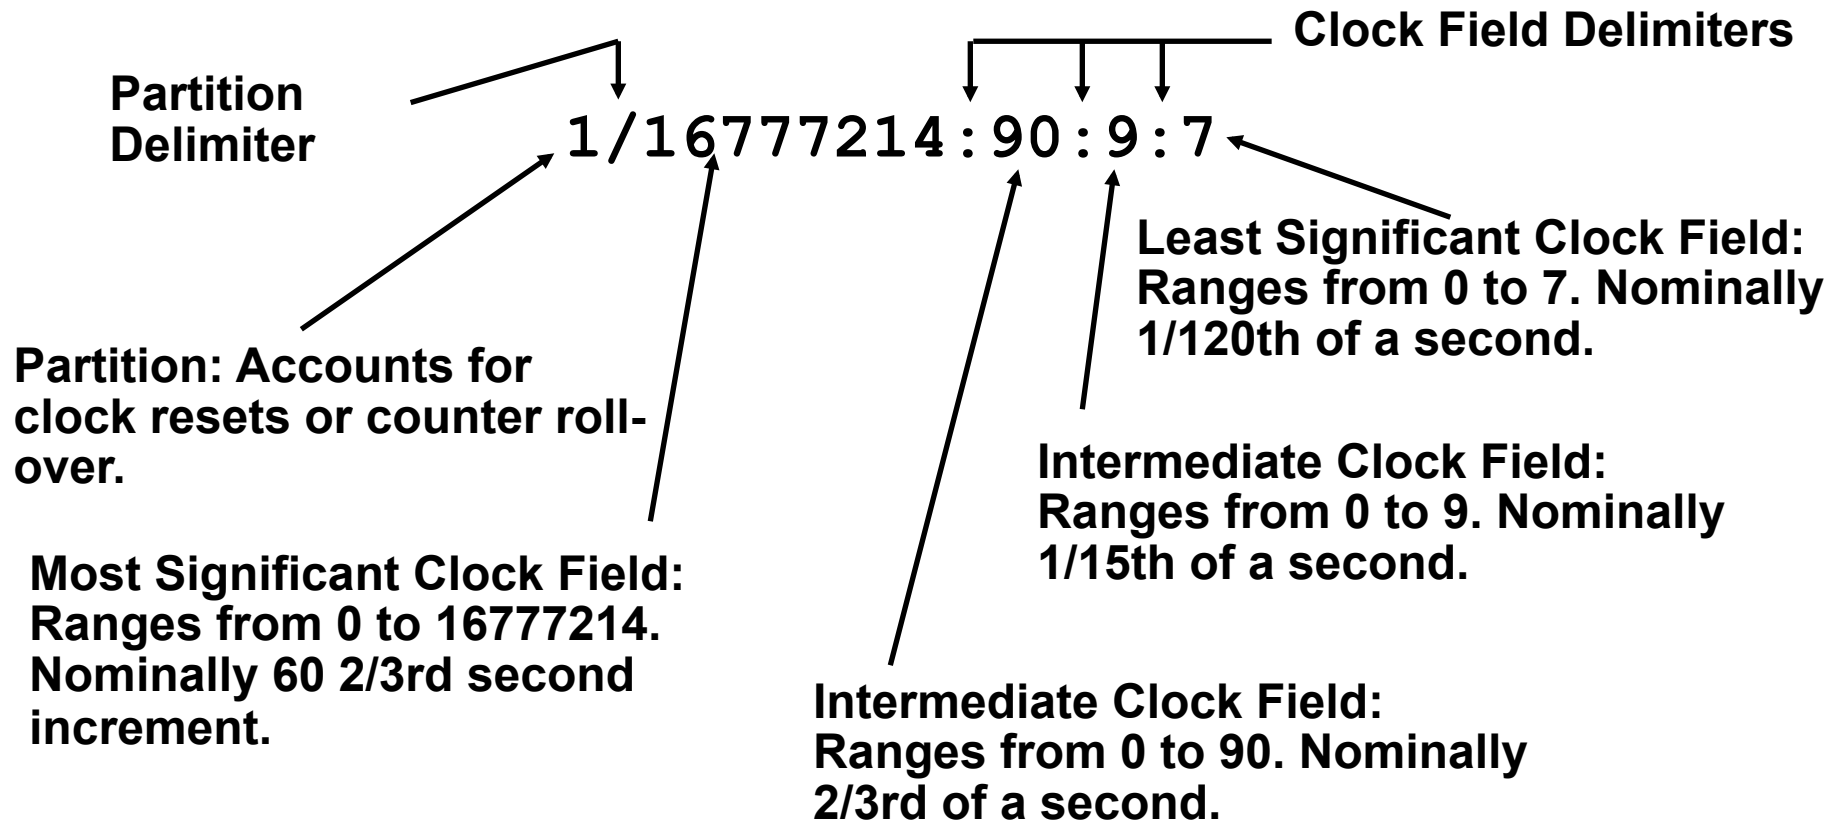 Clock Field Delimiters
Partition
Delimiter
1/16777214:90:9:7
Least Significant Clock Field:
Ranges from 0 to 7. Nominally
1/120th of a second.
Partition: Accounts for
clock resets or counter roll-
over.
Intermediate Clock Field:
Ranges from 0 to 9. Nominally
1/15th of a second.
Most Significant Clock Field:
Ranges from 0 to 16777214.
Nominally 60 2/3rd second
increment.
Intermediate Clock Field:
Ranges from 0 to 90. Nominally
2/3rd of a second.